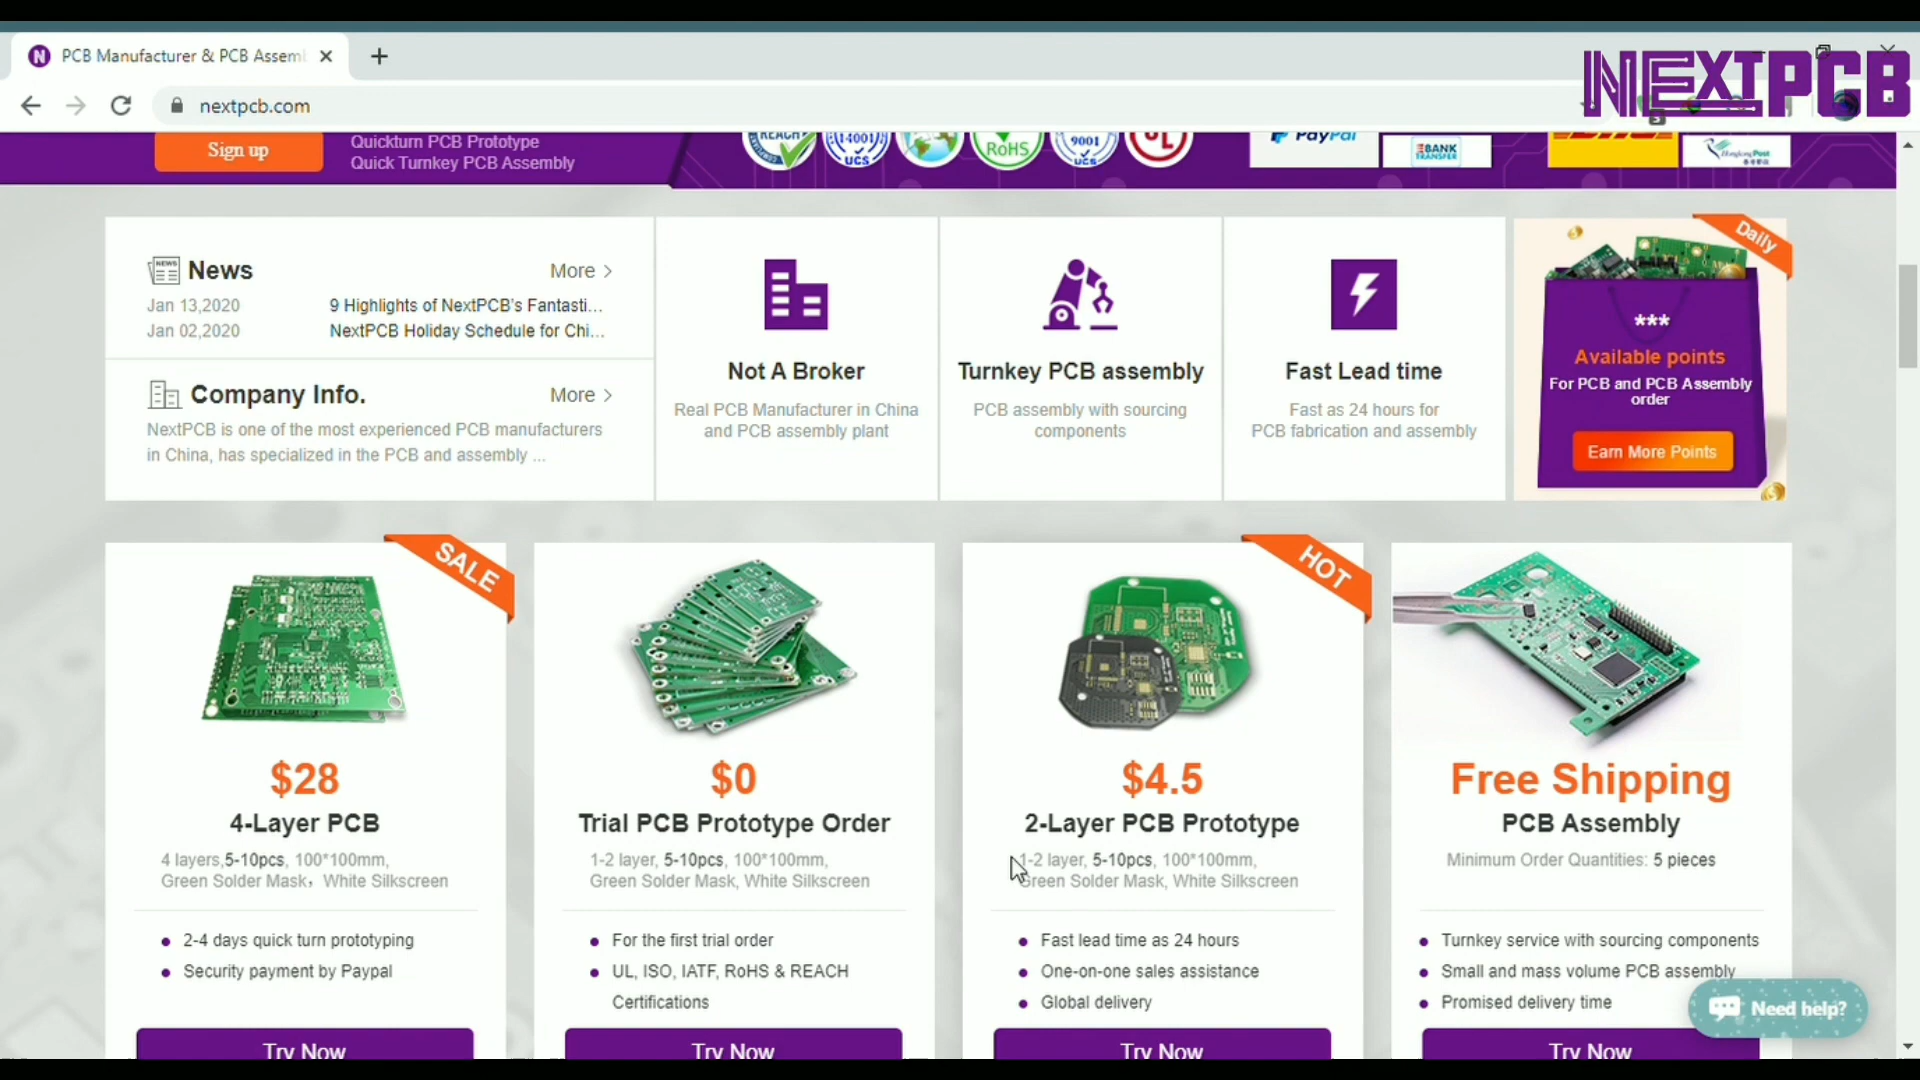 PCB Manufacturer & PCB Assem
NEXTPCB
nextpcb.com
Sign up
Quickturn PCB Prototype
Quick Turnkey PCB Assembly
REACH
14001
UCS
RoHS
9001
UCS
UL
PayPal
BANK
TRANSFER
News
More >
Jan 13,2020
9 Highlights of NextPCB's Fantasti...
Jan 02,2020
NextPCB Holiday Schedule for Chi...
Company Info.
More >
NextPCB is one of the most experienced PCB manufacturers
in China, has specialized in the PCB and assembly ...
Not A Broker
Real PCB Manufacturer in China
and PCB assembly plant
Turnkey PCB assembly
PCB assembly with sourcing
components
Fast Lead time
Fast as 24 hours for
PCB fabrication and assembly
Daily
***
Available points
For PCB and PCB Assembly
order
Earn More Points
SALE
$28
4-Layer PCB
4 layers,5-10pcs, 100*100mm,
Green Solder Mask，White Silkscreen
2-4 days quick turn prototyping
Security payment by Paypal
Try Now
$0
Trial PCB Prototype Order
1-2 layer, 5-10pcs, 100*100mm,
Green Solder Mask, White Silkscreen
For the first trial order
UL, ISO, IATF, RoHS & REACH
Certifications
Try Now
HOT
$4.5
2-Layer PCB Prototype
1-2 layer, 5-10pcs, 100*100mm,
Green Solder Mask, White Silkscreen
Fast lead time as 24 hours
One-on-one sales assistance
Global delivery
Try Now
Free Shipping
PCB Assembly
Minimum Order Quantities: 5 pieces
Turnkey service with sourcing components
Small and mass volume PCB assembly
Promised delivery time
Try Now
Need help?